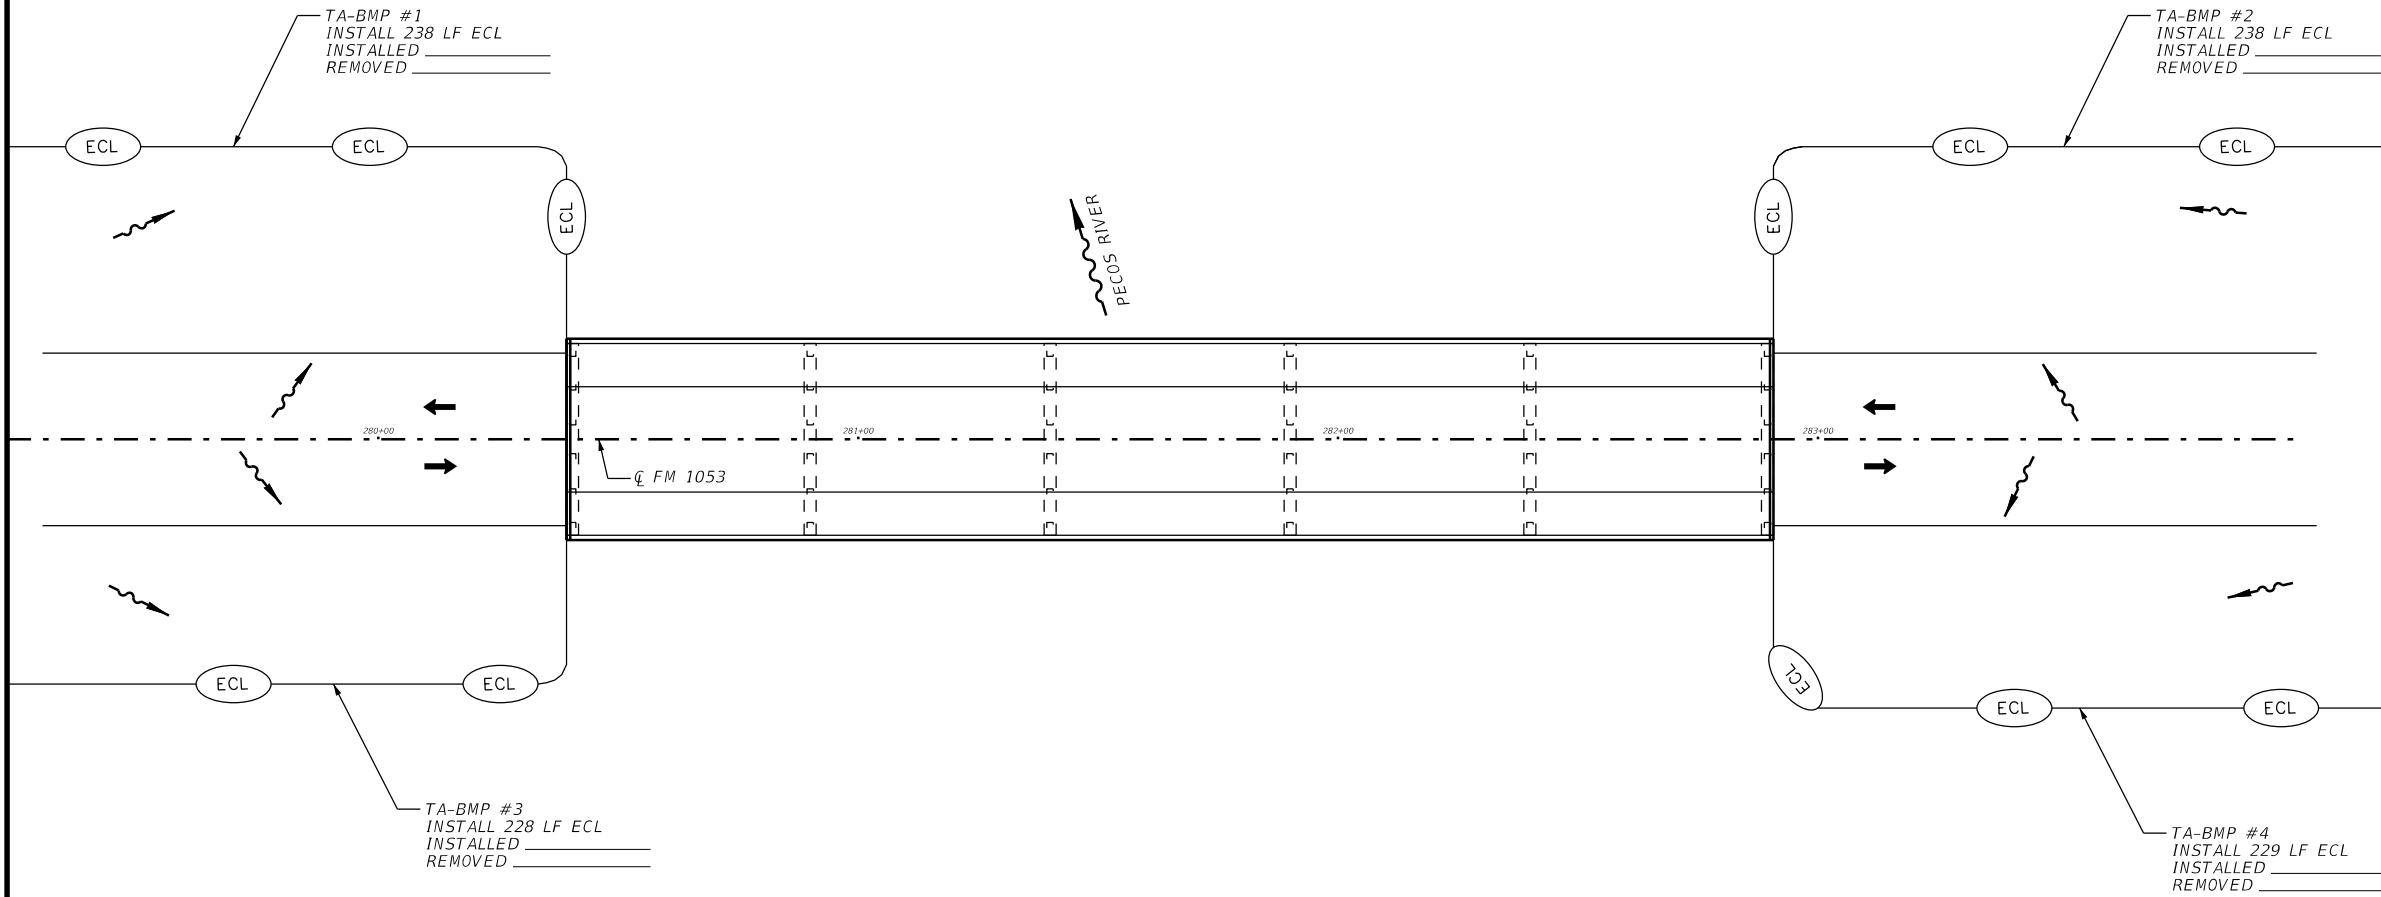 TA-BMP #1
INSTALL 238 LF ECL
INSTALLED
REMOVED
TA-BMP #2
INSTALL 238 LF ECL
INSTALLED
REMOVED
ECL
ECL
ECL
ECL
ECL
ECL
PECOS RIVER
280+00
281+00
282+00
283+00
℄ FM 1053
ECL
ECL
ECL
ECL
ECL
TA-BMP #3
INSTALL 228 LF ECL
INSTALLED
REMOVED
TA-BMP #4
INSTALL 229 LF ECL
INSTALLED
REMOVED